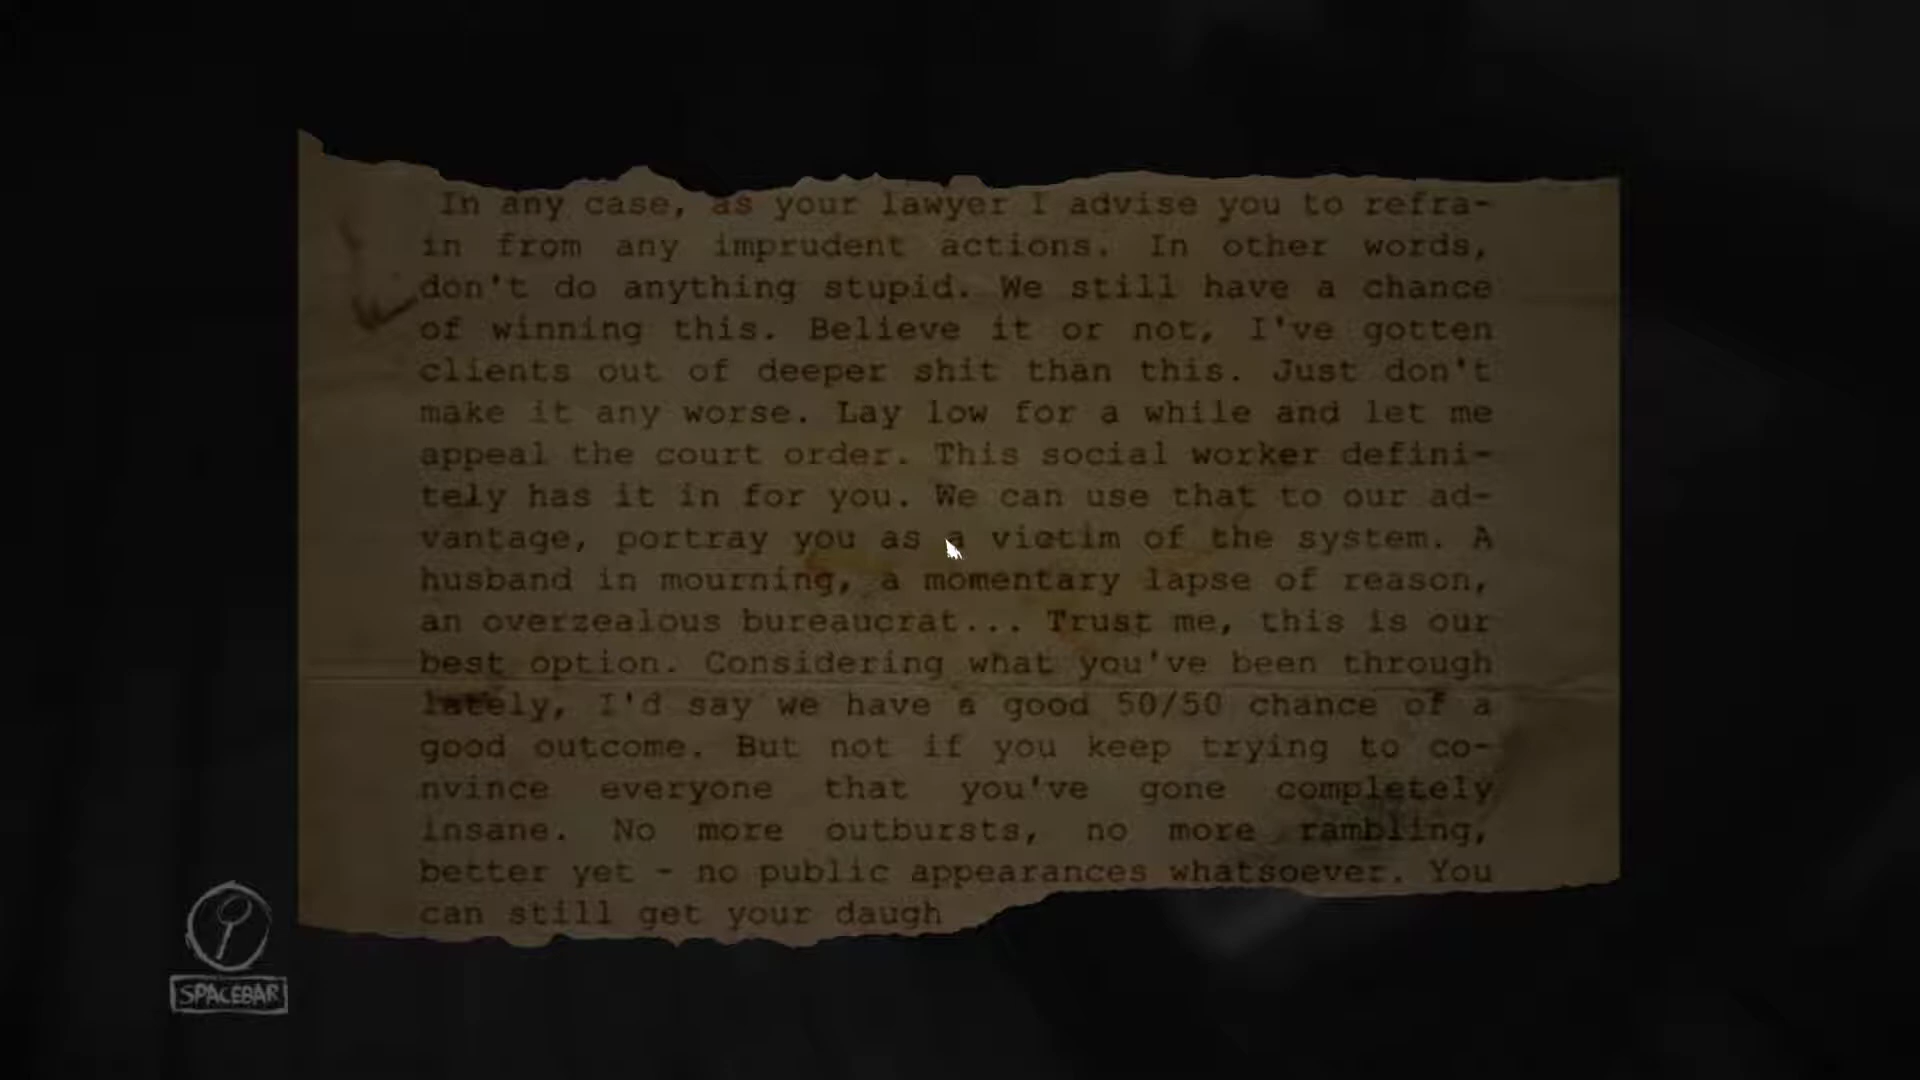 In any case, as your lawyer I advise you to refra-
in from any imprudent actions. In other words,
don't do anything stupid. We still have a chance
of winning this. Believe it or not, I've gotten
clients out of deeper shit than this. Just don't
make it any worse. Lay low for a while and let me
appeal the court order. This social worker defini-
tely has it in for you. We can use that to our ad-
vantage, portray you as a victim of the system. A
husband in mourning, a momentary lapse of reason,
an overzealous bureaucrat... Trust me, this is our
best option. Considering what you've been through
lately, I'd say we have a good 50/50 chance of a
good outcome. But not if you keep trying to co-
nvince everyone that you've gone completely
insane. No more outbursts, no more rambling,
better yet - no public appearances whatsoever. You
can still get your daugh
SPACEBAR